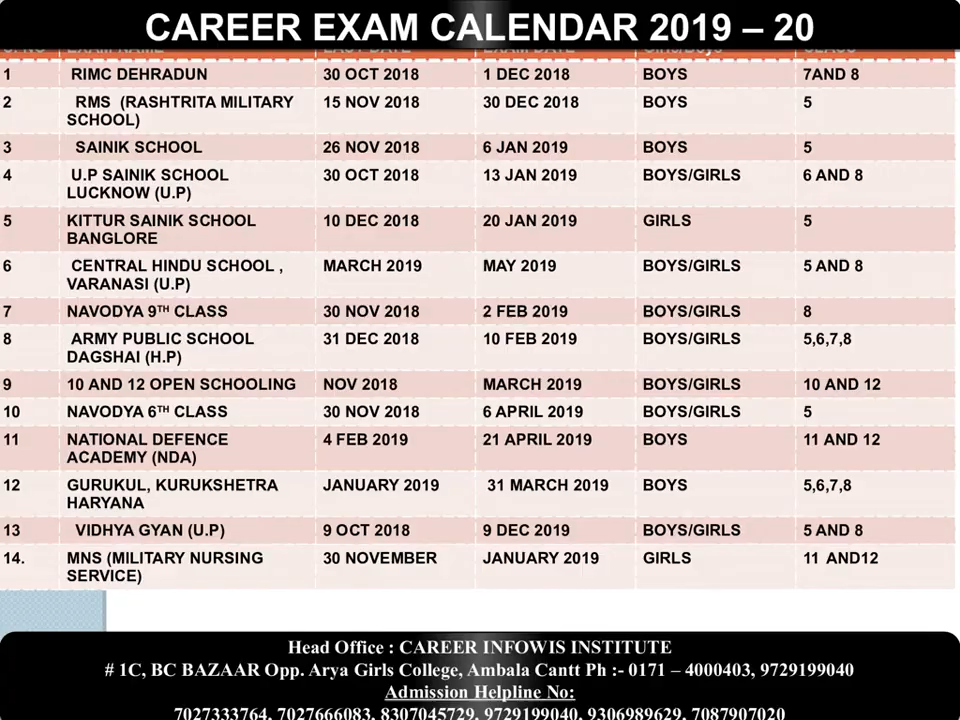 CAREER EXAM CALENDAR 2019 – 20
S. NO EXAM NAME LAST DATE EXAM DATE Girls/Boys CLASS
1 RIMC DEHRADUN 30 OCT 2018 1 DEC 2018 BOYS 7AND 8
2 RMS (RASHTRITA MILITARY 15 NOV 2018 30 DEC 2018 BOYS 5
SCHOOL)
3 SAINIK SCHOOL 26 NOV 2018 6 JAN 2019 BOYS 5
4 U.P SAINIK SCHOOL 30 OCT 2018 13 JAN 2019 BOYS/GIRLS 6 AND 8
LUCKNOW (U.P)
5 KITTUR SAINIK SCHOOL 10 DEC 2018 20 JAN 2019 GIRLS 5
BANGLORE
6 CENTRAL HINDU SCHOOL , MARCH 2019 MAY 2019 BOYS/GIRLS 5 AND 8
VARANASI (U.P)
7 NAVODYA 9TH CLASS 30 NOV 2018 2 FEB 2019 BOYS/GIRLS 8
8 ARMY PUBLIC SCHOOL 31 DEC 2018 10 FEB 2019 BOYS/GIRLS 5,6,7,8
DAGSHAI (H.P)
9 10 AND 12 OPEN SCHOOLING NOV 2018 MARCH 2019 BOYS/GIRLS 10 AND 12
10 NAVODYA 6TH CLASS 30 NOV 2018 6 APRIL 2019 BOYS/GIRLS 5
11 NATIONAL DEFENCE 4 FEB 2019 21 APRIL 2019 BOYS 11 AND 12
ACADEMY (NDA)
12 GURUKUL, KURUKSHETRA JANUARY 2019 31 MARCH 2019 BOYS 5,6,7,8
HARYANA
13 VIDHYA GYAN (U.P) 9 OCT 2018 9 DEC 2019 BOYS/GIRLS 5 AND 8
14. MNS (MILITARY NURSING 30 NOVEMBER JANUARY 2019 GIRLS 11 AND12
SERVICE)
Head Office : CAREER INFOWIS INSTITUTE
# 1C, BC BAZAAR Opp. Arya Girls College, Ambala Cantt Ph :- 0171 – 4000403, 9729199040
Admission Helpline No:
7027333764, 7027666083, 8307045729, 9729199040, 9306989629, 7087907020